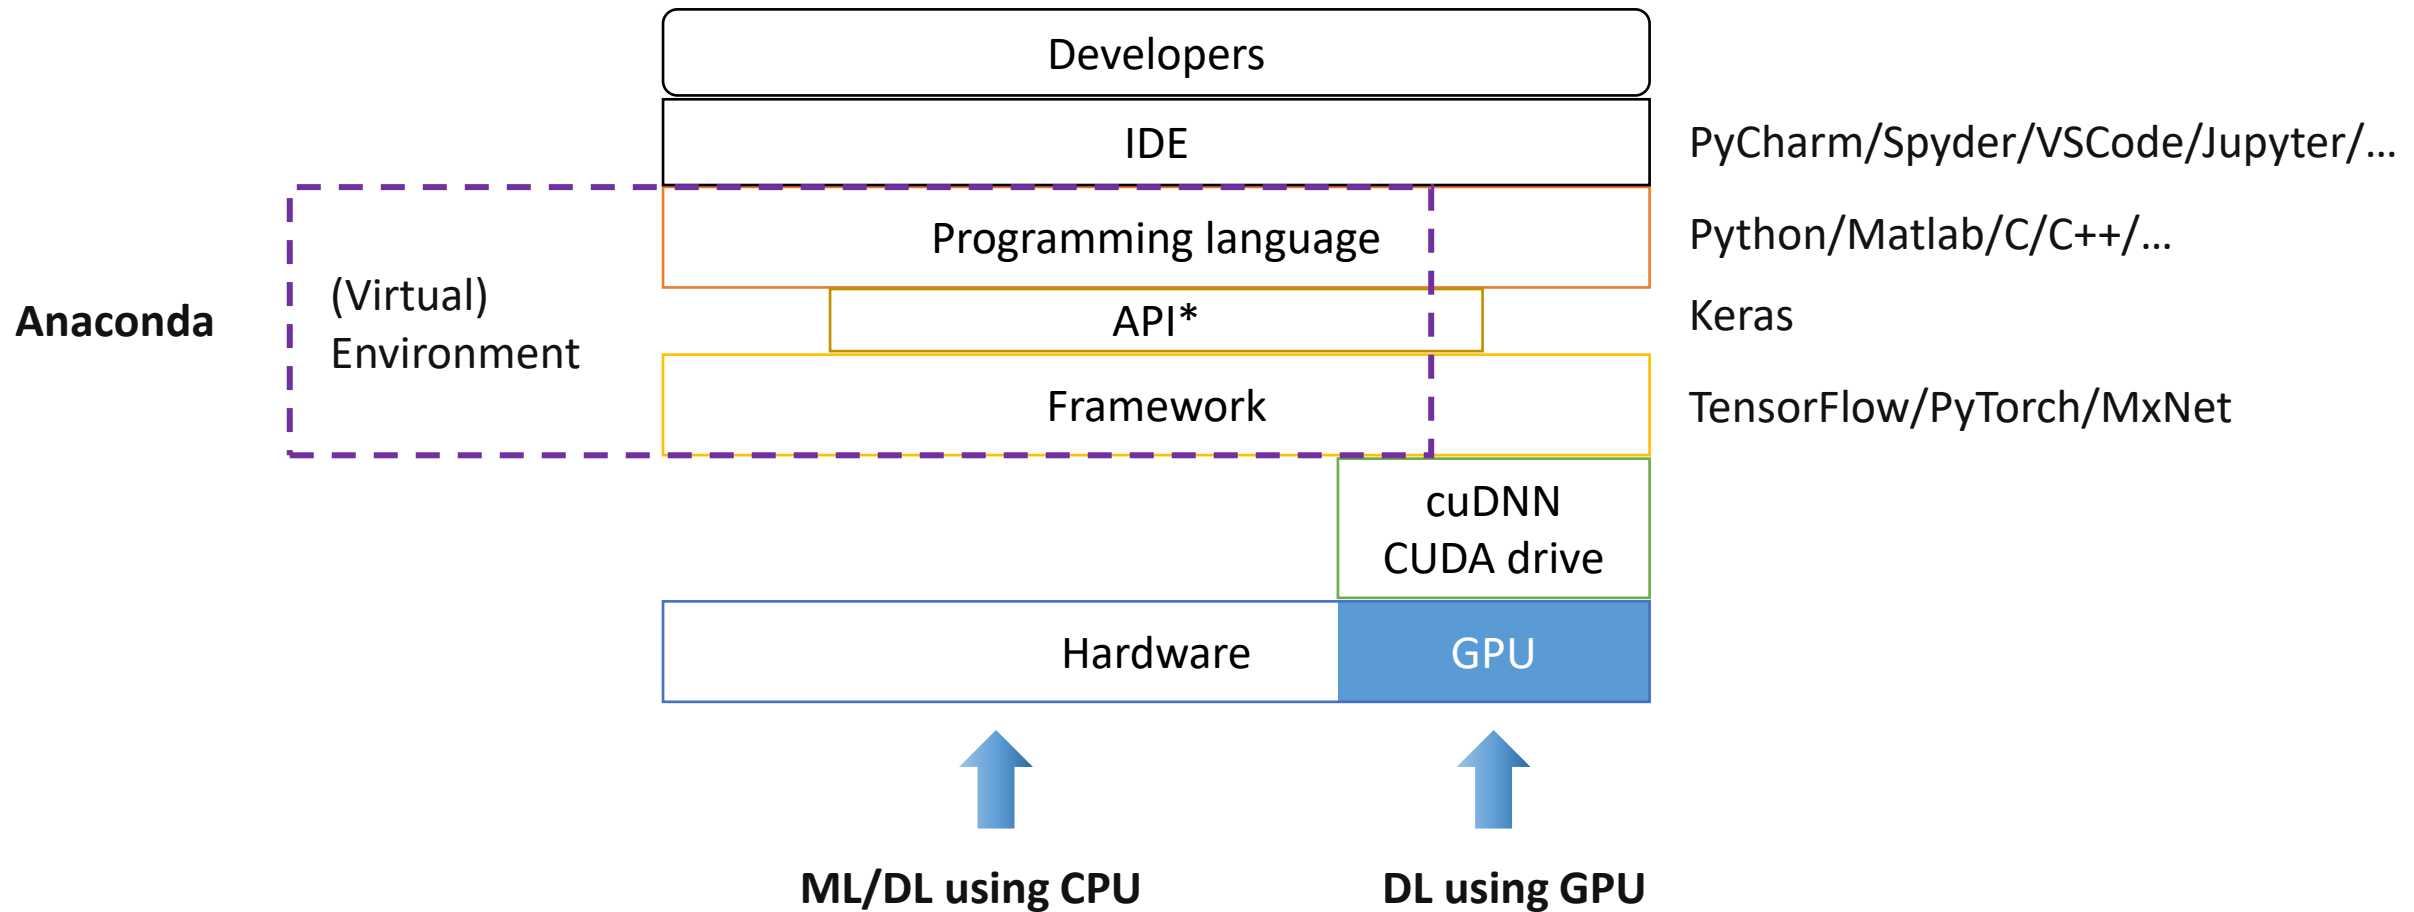 Developers
IDE
PyCharm/Spyder/VSCode/Jupyter/...
Programming language
Python/Matlab/C/C++/...
Anaconda
(Virtual)
Environment
API*
Keras
Framework
TensorFlow/PyTorch/MxNet
cuDNN
CUDA drive
Hardware
GPU
ML/DL using CPU
DL using GPU